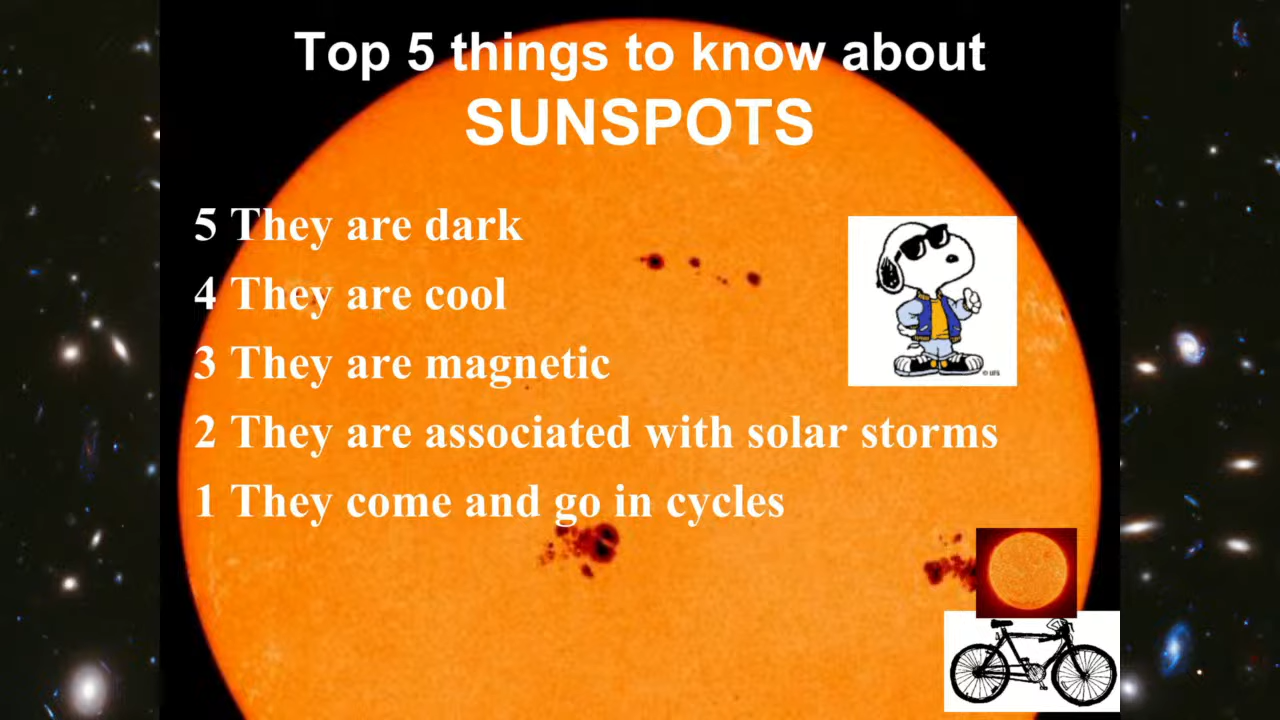 Top 5 things to know about
SUNSPOTS
5 They are dark
4 They are cool
3 They are magnetic
2 They are associated with solar storms
1 They come and go in cycles
© UFS